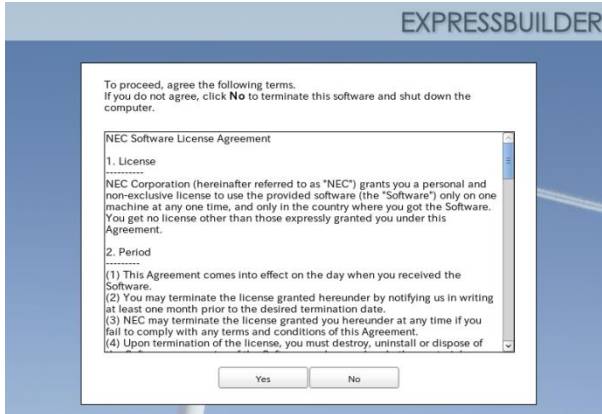 EXPRESSBUILDER
To proceed, agree the following terms.
If you do not agree, click No to terminate this software and shut down the
computer.
NEC Software License Agreement
1. License
----------
NEC Corporation (hereinafter referred to as "NEC") grants you a personal and
non-exclusive license to use the provided software (the "Software") only on one
machine at any one time, and only in the country where you got the Software.
You get no license other than those expressly granted you under this
Agreement.
2. Period
---------
(1) This Agreement comes into effect on the day when you received the
Software.
(2) You may terminate the license granted hereunder by notifying us in writing
at least one month prior to the desired termination date.
(3) NEC may terminate the license granted you hereunder at any time if you
fail to comply with any terms and conditions of this Agreement.
(4) Upon termination of the license, you must destroy, uninstall or dispose of
Yes No